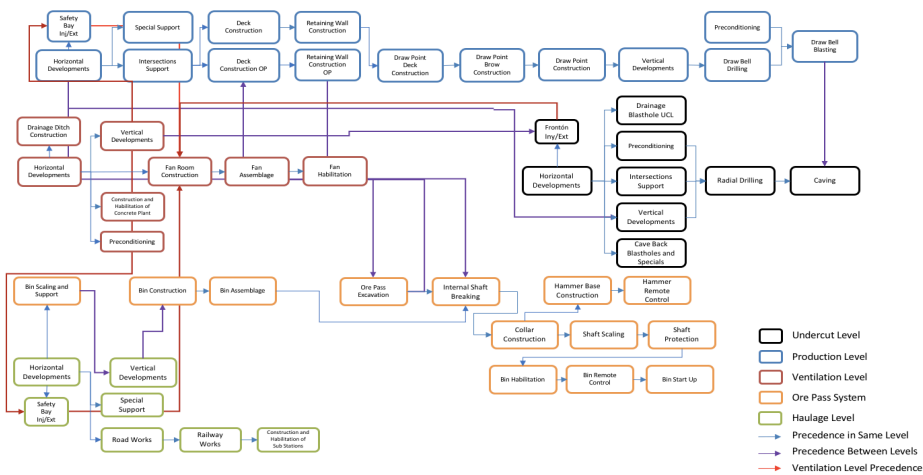 Safety
Bay
Inj/Ext
Special Support
Deck
Construction
Retaining Wall
Construction
Preconditioning
Draw Bell
Blasting
Horizontal
Developments
Intersections
Support
Deck
Construction OP
Retaining Wall
Construction
OP
Draw Point
Deck
Construction
Draw Point
Brow
Construction
Draw Point
Construction
Vertical
Developments
Draw Bell
Drilling
Drainage Ditch
Construction
Vertical
Developments
Frontón
Iny/Ext
Drainage
Blasthole UCL
Preconditioning
Horizontal
Developments
Fan Room
Construction
Fan
Assemblage
Fan
Habilitation
Horizontal
Developments
Intersections
Support
Radial Drilling
Caving
Construction and
Habilitation of
Concrete Plant
Vertical
Developments
Preconditioning
Cave Back
Blastholes and
Specials
Bin Scaling and
Support
Bin Construction
Bin Assemblage
Ore Pass
Excavation
Internal Shaft
Breaking
Hammer Base
Construction
Hammer
Remote
Control
Collar
Construction
Shaft Scaling
Shaft
Protection
Horizontal
Developments
Vertical
Developments
Bin Habilitation
Bin Remote
Control
Bin Start Up
Safety
Bay
Inj/Ext
Special
Support
Road Works
Railway
Works
Construction and
Habilitation of
Sub Stations
Undercut Level
Production Level
Ventilation Level
Ore Pass System
Haulage Level
Precedence in Same Level
Precedence Between Levels
Ventilation Level Precedence